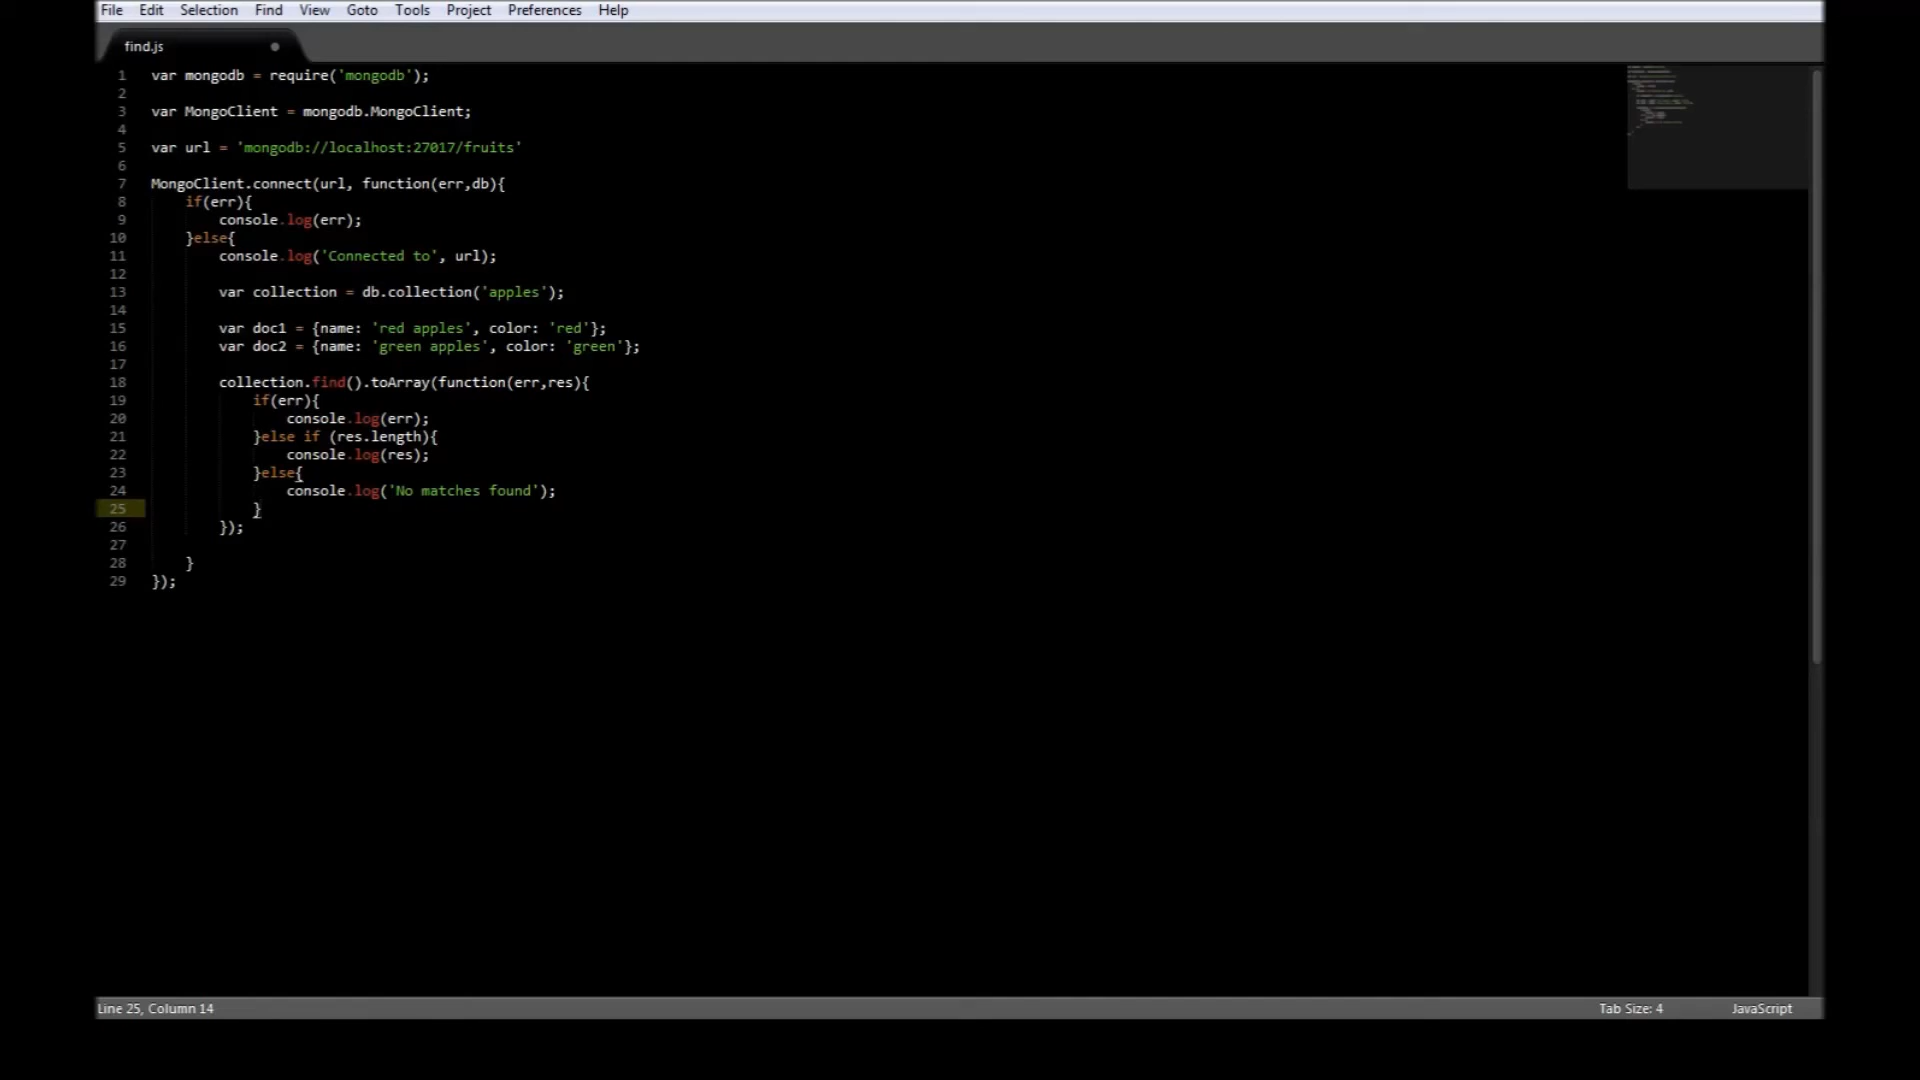 File Edit Selection Find View Goto Tools Project Preferences Help
find.js
1 var mongodb = require('mongodb');
2
3 var MongoClient = mongodb.MongoClient;
4
5 var url = 'mongodb://localhost:27017/fruits'
6
7 MongoClient.connect(url, function(err,db){
8 if(err){
9 console.log(err);
10 }else{
11 console.log('Connected to', url);
12
13 var collection = db.collection('apples');
14
15 var doc1 = {name: 'red apples', color: 'red'};
16 var doc2 = {name: 'green apples', color: 'green'};
17
18 collection.find().toArray(function(err,res){
19 if(err){
20 console.log(err);
21 }else if (res.length){
22 console.log(res);
23 }else{
24 console.log('No matches found');
25 }
26 });
27
28 }
29 });
Line 25, Column 14 Tab Size: 4 JavaScript